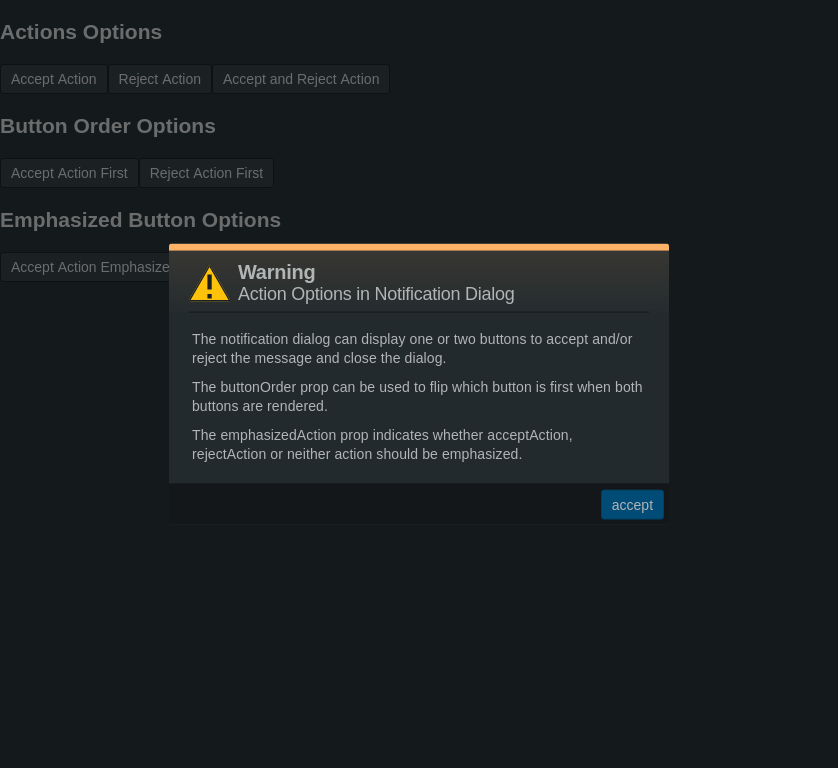 Actions Options
Accept Action Reject Action Accept and Reject Action
Button Order Options
Accept Action First Reject Action First
Emphasized Button Options
Accept Action Emphasize
Warning
Action Options in Notification Dialog
The notification dialog can display one or two buttons to accept and/or
reject the message and close the dialog.
The buttonOrder prop can be used to flip which button is first when both
buttons are rendered.
The emphasizedAction prop indicates whether acceptAction,
rejectAction or neither action should be emphasized.
accept